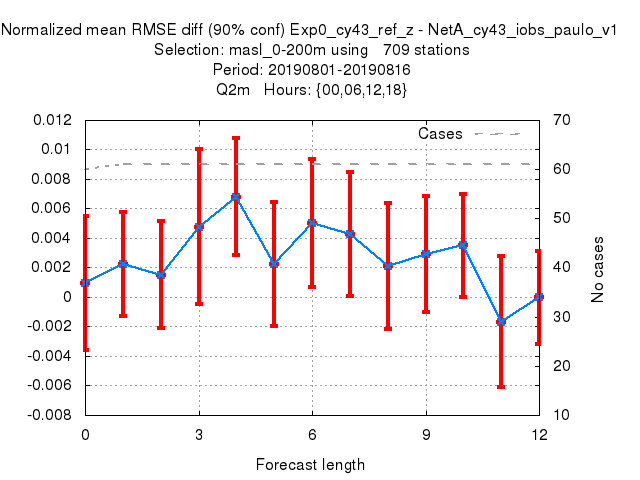 Normalized mean RMSE diff (90% conf) Exp0_cy43_ref_z - NetA_cy43_iobs_paulo_v1
Selection: masl_0-200m using 709 stations
Period: 20190801-20190816
Q2m Hours: {00,06,12,18}
Cases
0.012
0.01
0.008
0.006
0.004
0.002
0
-0.002
-0.004
-0.006
-0.008
70
60
50
40
30
20
10
No cases
0 3 6 9 12
Forecast length